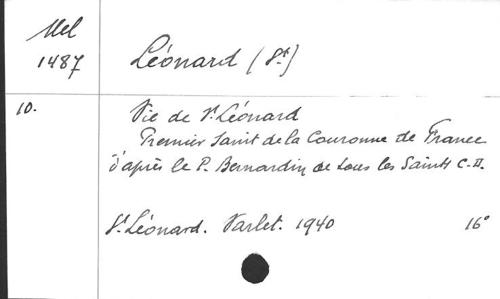 Mel
1487
Léonard (St)
10.
Vie de St Léonard
Premier Saint de la Couronne de France
d'après le P. Bernardin de tous les Saints C.D.
St Léonard. Varlet. 1940
16°